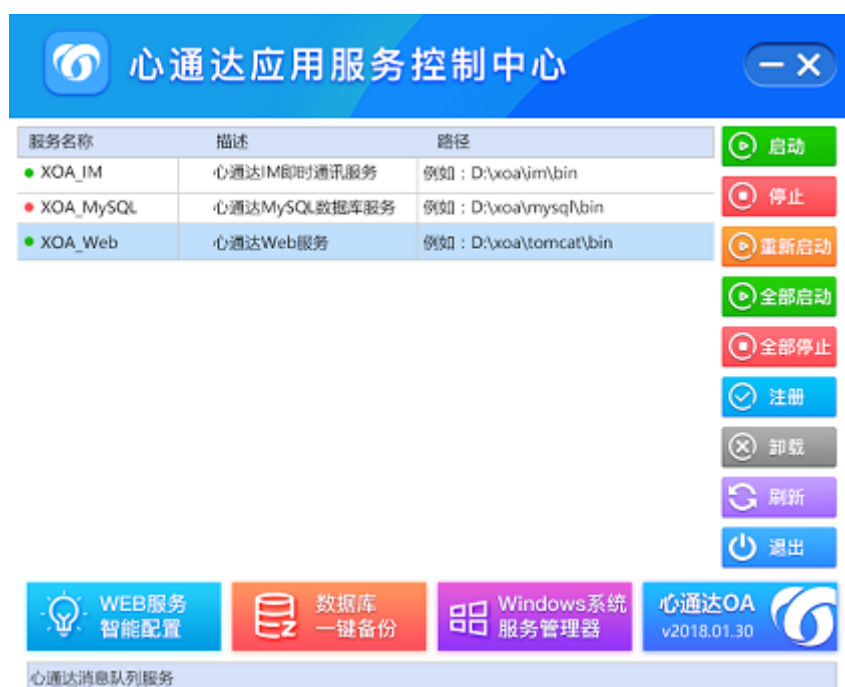 心通达应用服务控制中心
服务名称 描述 路径
XOA_IM 心通达IM即时通讯服务 例如：D:\xoa\im\bin
XOA_MySQL 心通达MySQL数据库服务 例如：D:\xoa\mysql\bin
XOA_Web 心通达Web服务 例如：D:\xoa\tomcat\bin
启动
停止
重新启动
全部启动
全部停止
注册
卸载
刷新
退出
WEB服务
智能配置
数据库
一键备份
Windows系统
服务管理器
心通达OA
v2018.01.30
心通达消息队列服务